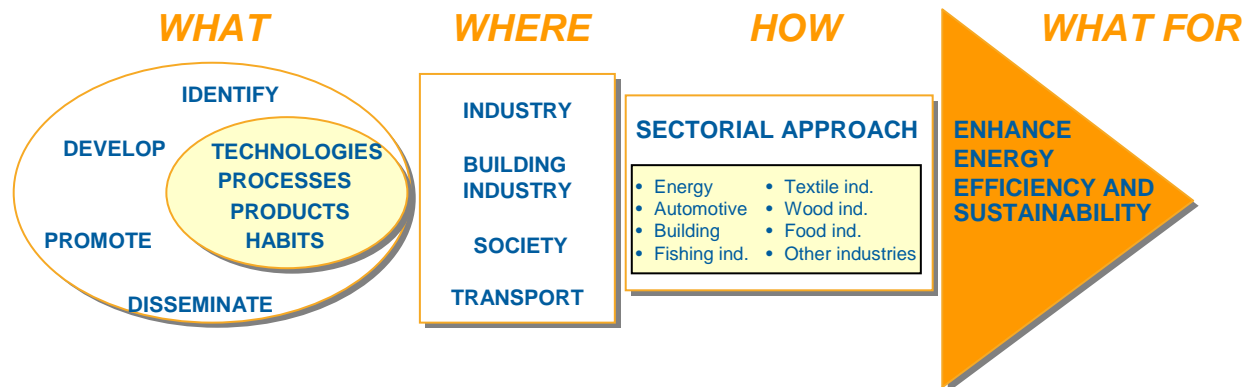 WHAT
WHERE
HOW
WHAT FOR
IDENTIFY
DEVELOP
PROMOTE
DISSEMINATE
TECHNOLOGIES
PROCESSES
PRODUCTS
HABITS
INDUSTRY
BUILDING
INDUSTRY
SOCIETY
TRANSPORT
SECTORIAL APPROACH
• Energy
• Automotive
• Building
• Fishing ind.
• Textile ind.
• Wood ind.
• Food ind.
• Other industries
ENHANCE
ENERGY
EFFICIENCY AND
SUSTAINABILITY